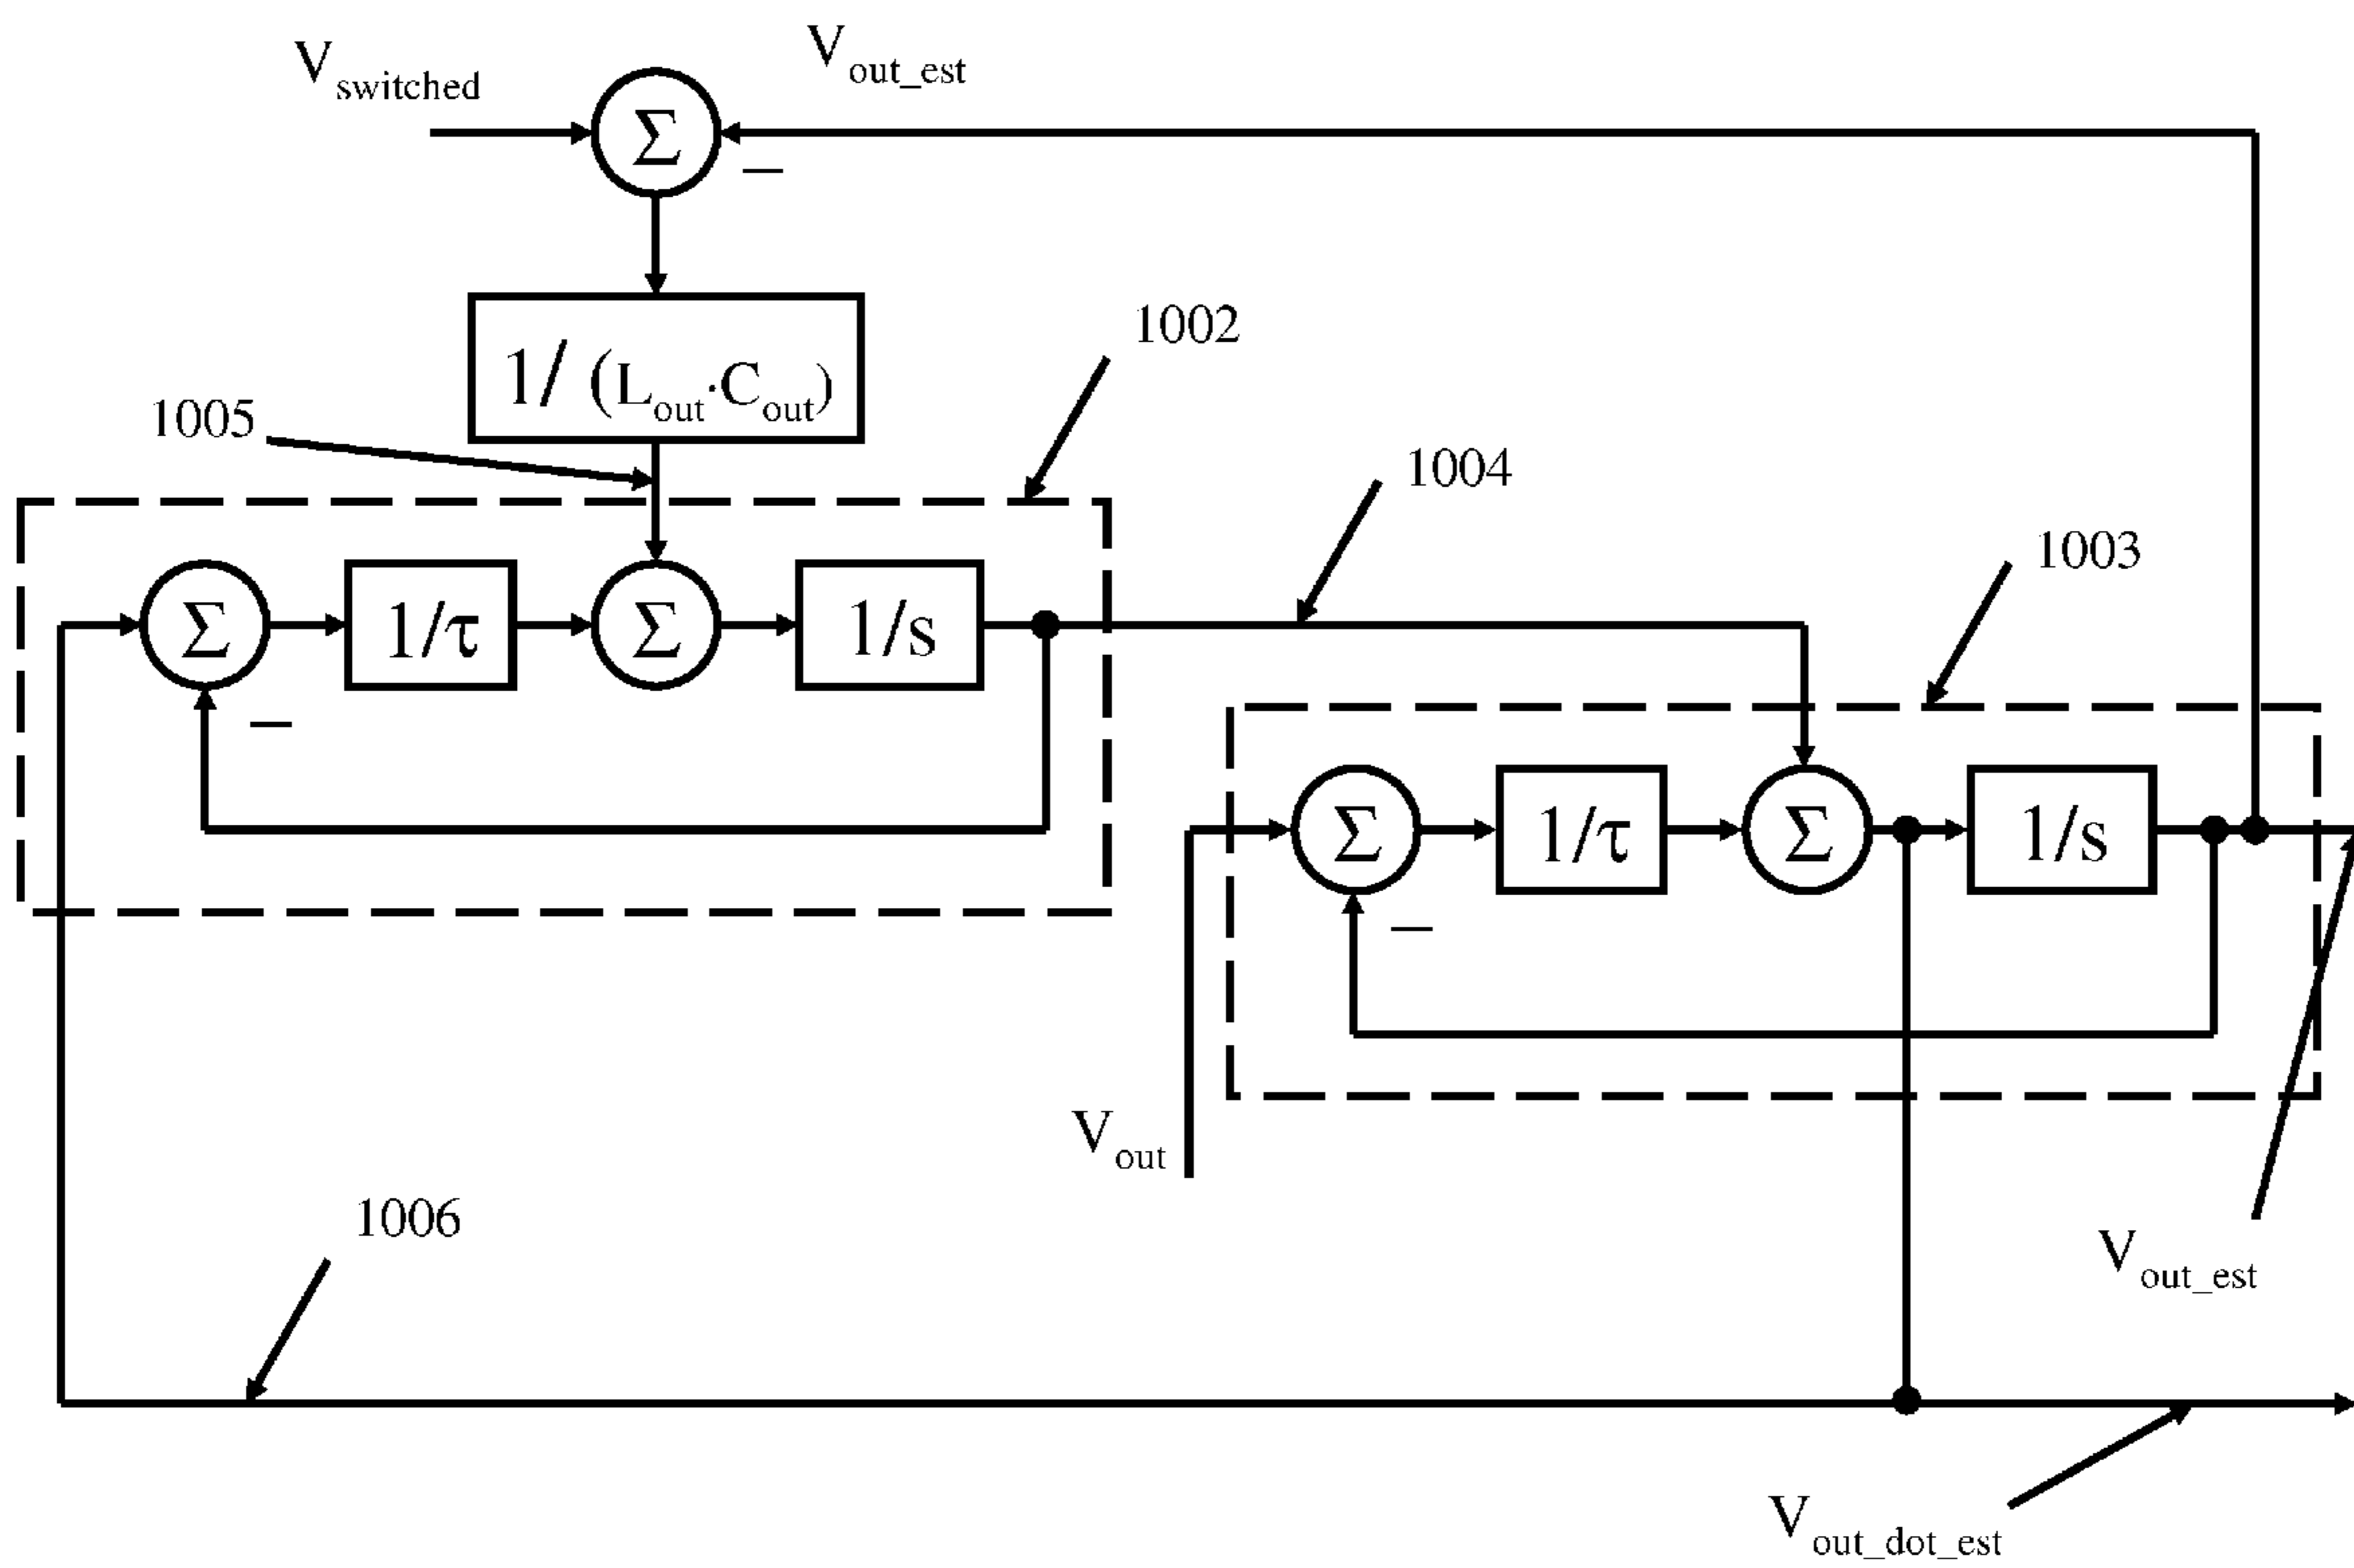 V_switched
V_out_est
Σ
–
1/ (L_out·C_out)
1002
1005
1004
1003
Σ
1/τ
Σ
1/s
–
Σ
1/τ
Σ
1/s
–
V_out
1006
V_out_est
V_out_dot_est